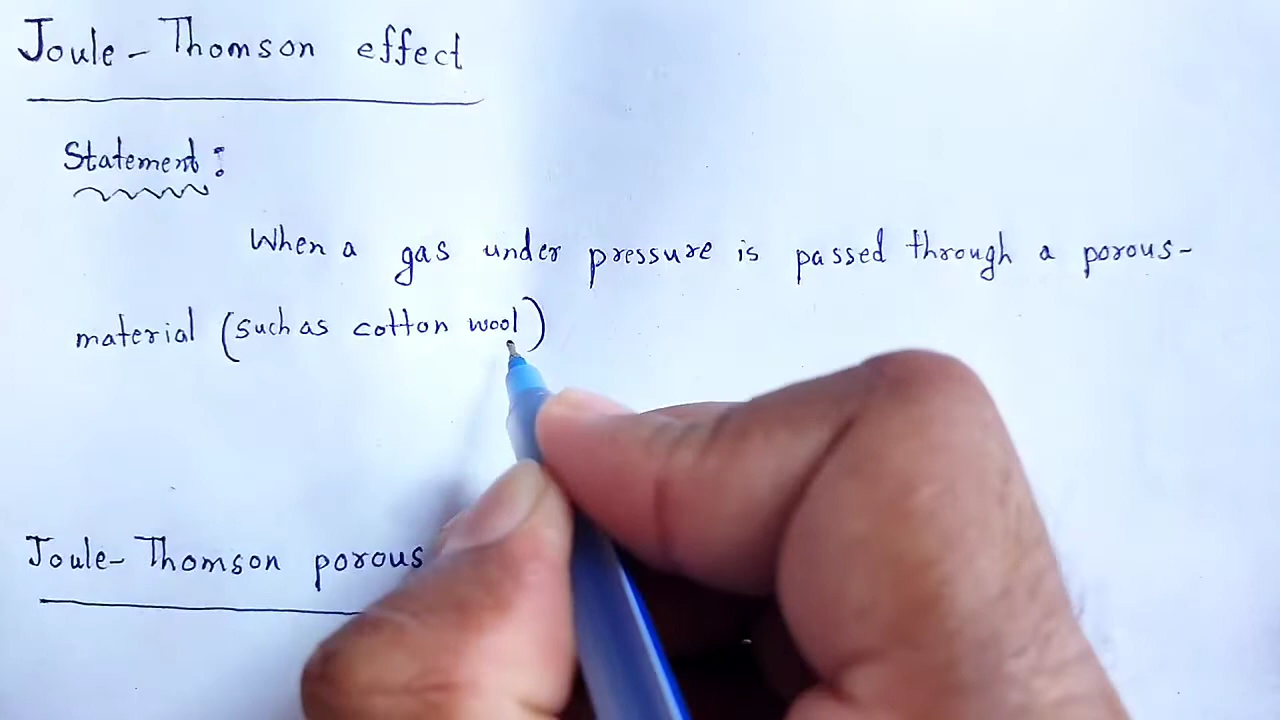 Joule-Thomson effect
Statement:
When a gas under pressure is passed through a porous-
material (such as cotton wool)
Joule-Thomson porous